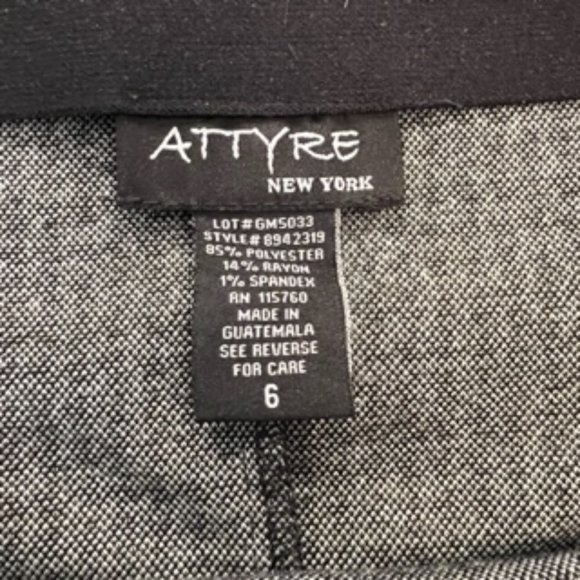 ATTYRE
NEW YORK
LOT#GM5033
STYLE# 8942319
85% POLYESTER
14% RAYON
1% SPANDEX
RN 115760
MADE IN
GUATEMALA
SEE REVERSE
FOR CARE
6